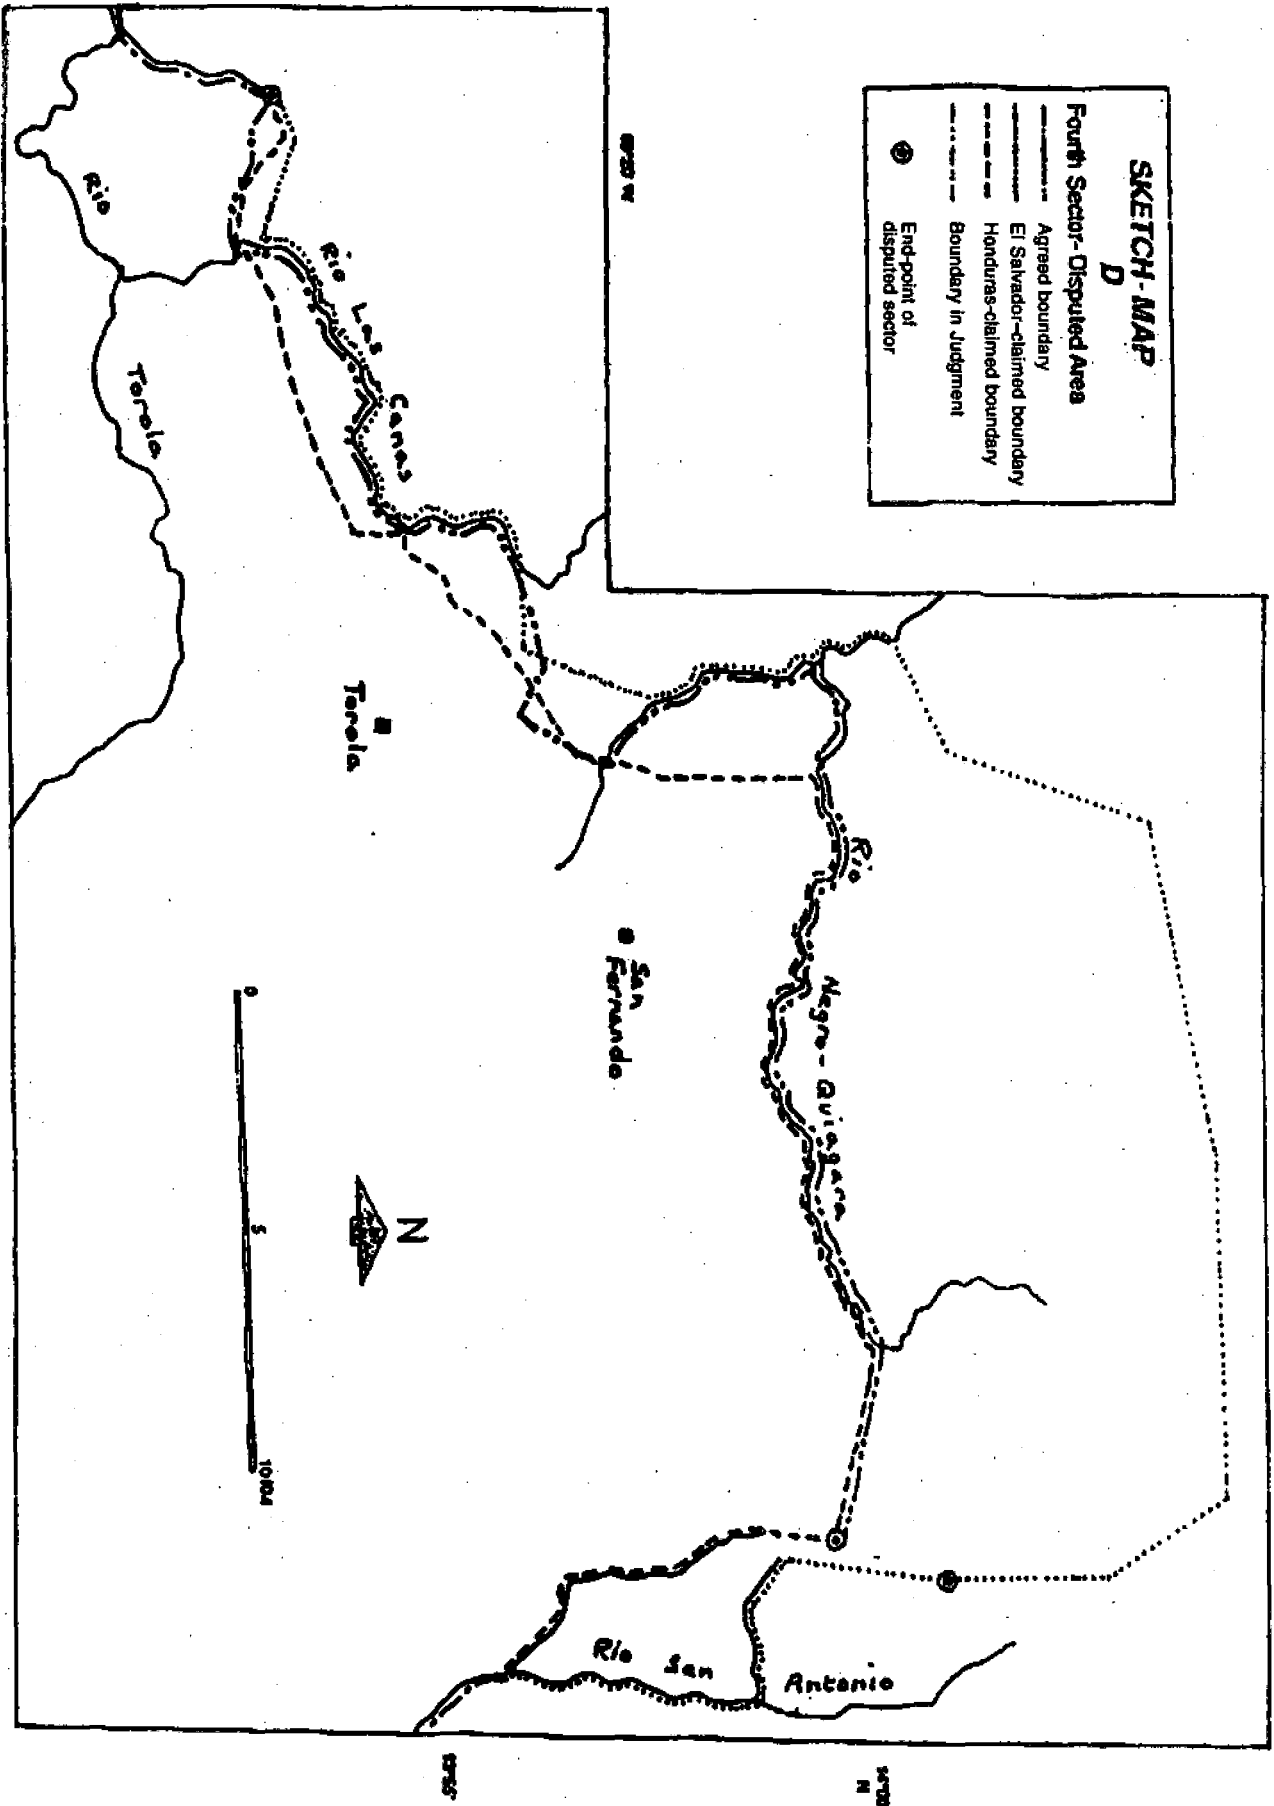 SKETCH-MAP
D
Fourth Sector-Disputed Area
Agreed boundary
El Salvador-claimed boundary
Honduras-claimed boundary
Boundary in Judgment
End-point of
disputed sector
Rio
Torola
Rio Las Canas
Torola
Rio Negro - Quiagara
San
Fernando
Rio San Antonio
N
0
5